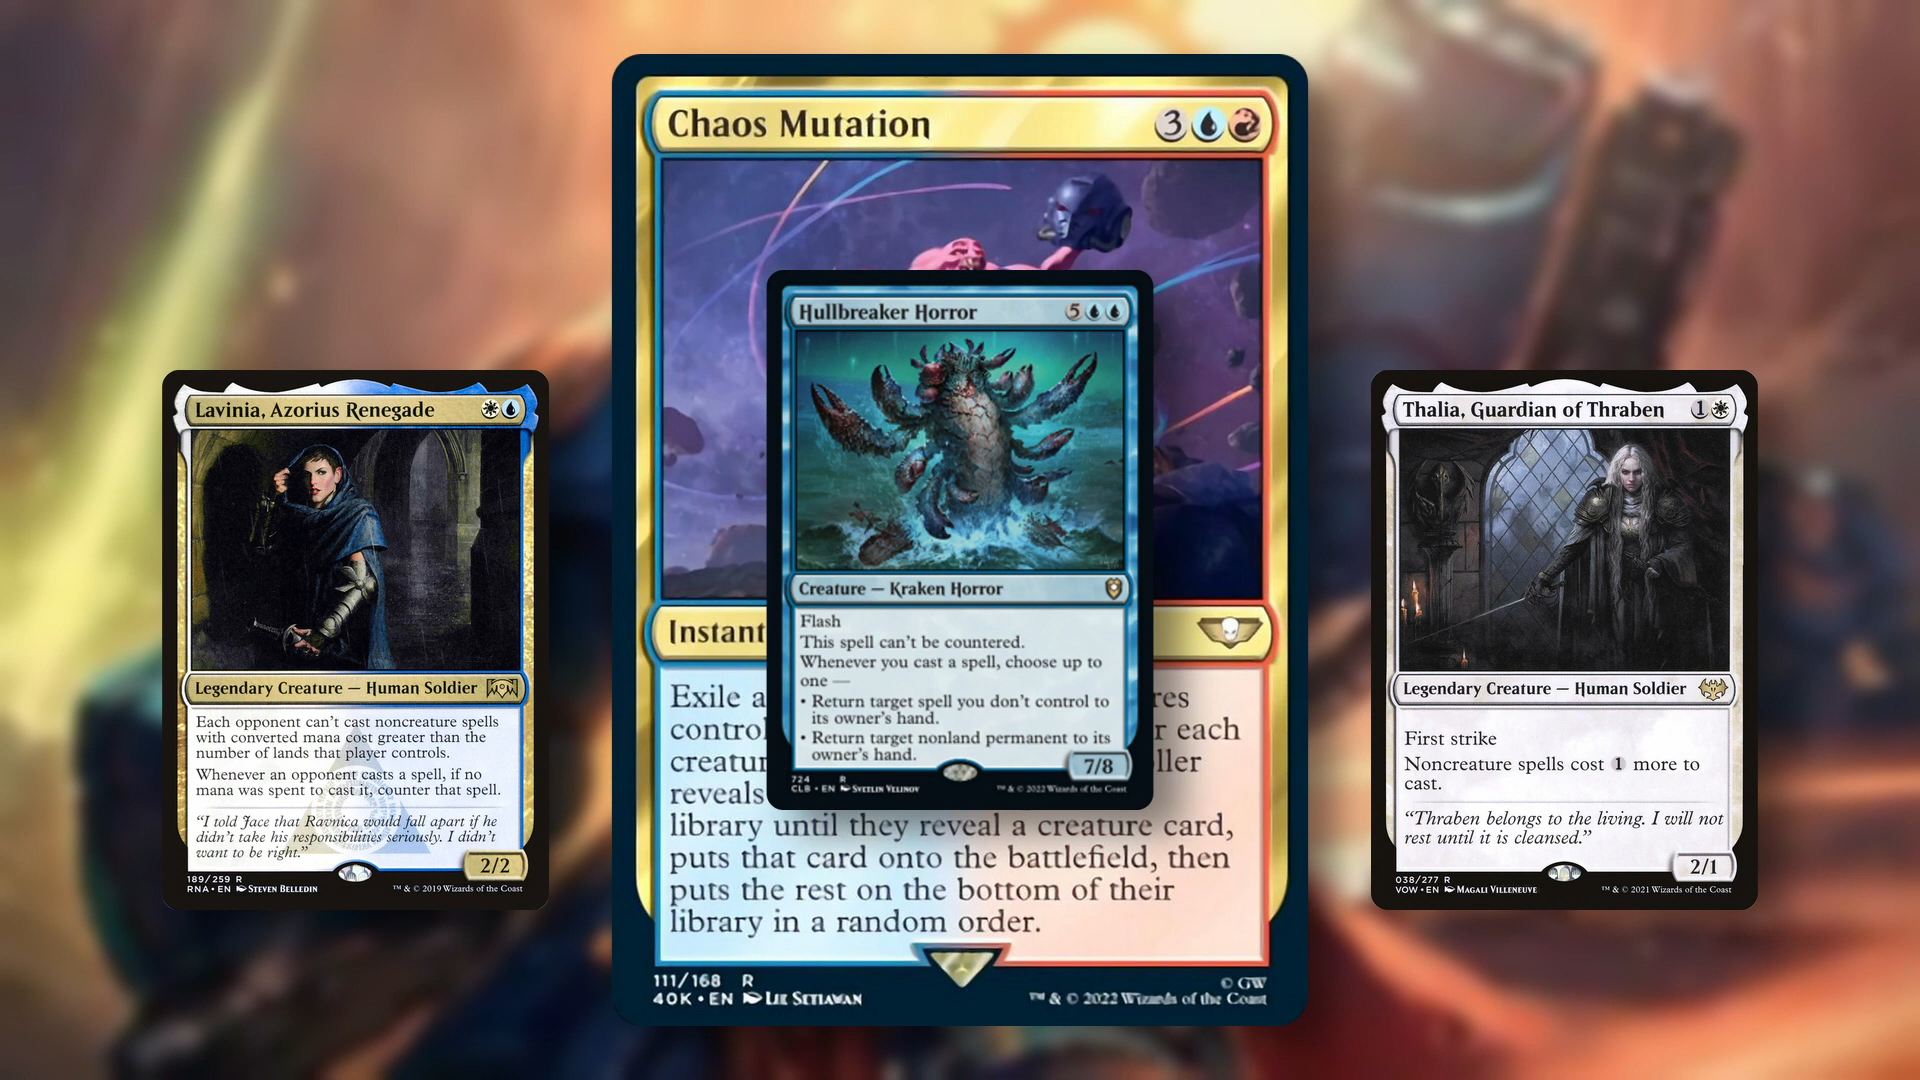 Chaos Mutation
3
Hullbreaker Horror
5
Creature — Kraken Horror
Flash
This spell can't be countered.
Whenever you cast a spell, choose up to
one —
• Return target spell you don't control to
its owner's hand.
• Return target nonland permanent to its
owner's hand.
7/8
724 R
CLB • EN Svetlin Velinov
™ & © 2022 Wizards of the Coast
Instant
Exile a
res
control
r each
creatur
ller
reveals
library until they reveal a creature card,
puts that card onto the battlefield, then
puts the rest on the bottom of their
library in a random order.
111/168 R
40K • EN Lie Setiawan
© GW
™ & © 2022 Wizards of the Coast
Lavinia, Azorius Renegade
Legendary Creature — Human Soldier
Each opponent can't cast noncreature spells
with converted mana cost greater than the
number of lands that player controls.
Whenever an opponent casts a spell, if no
mana was spent to cast it, counter that spell.
“I told Jace that Ravnica would fall apart if he
didn't take his responsibilities seriously. I didn't
want to be right.”
2/2
189/259 R
RNA • EN Steven Belledin
™ & © 2019 Wizards of the Coast
Thalia, Guardian of Thraben
1
Legendary Creature — Human Soldier
First strike
Noncreature spells cost 1 more to
cast.
“Thraben belongs to the living. I will not
rest until it is cleansed.”
2/1
038/277 R
VOW • EN Magali Villeneuve
™ & © 2021 Wizards of the Coast